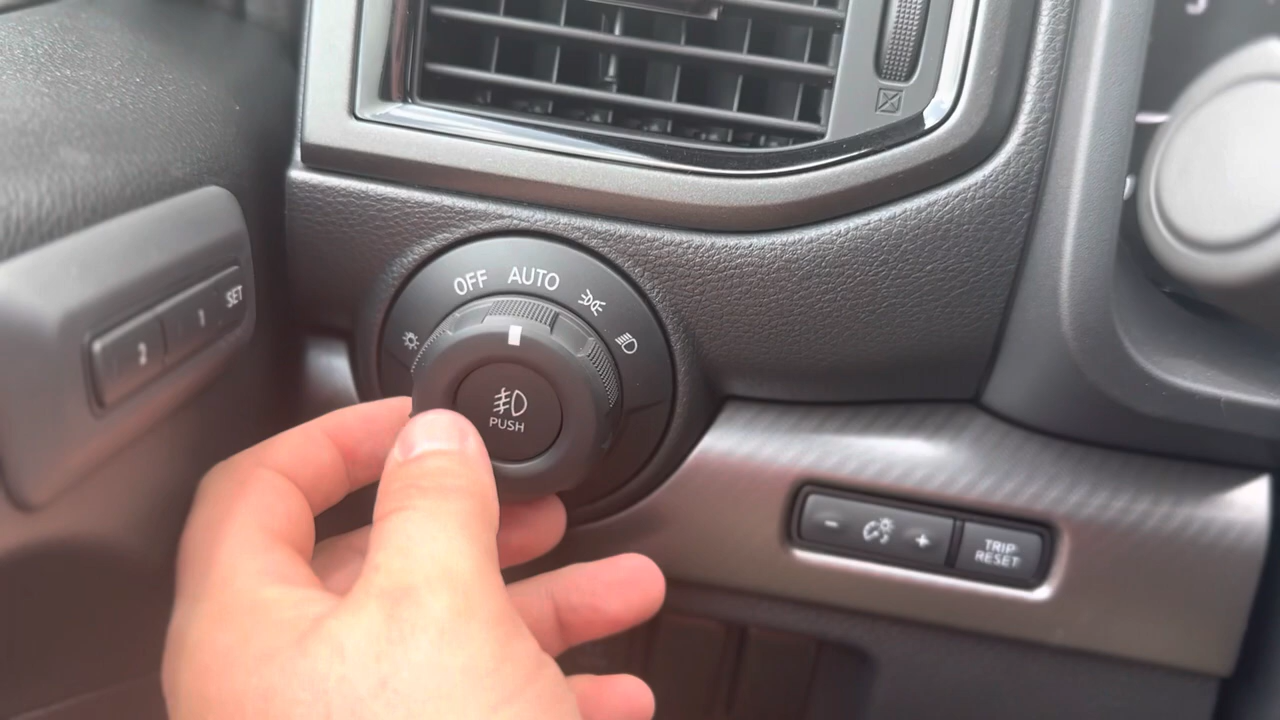 OFF AUTO
SET
1
2
PUSH
- +
TRIP
RESET